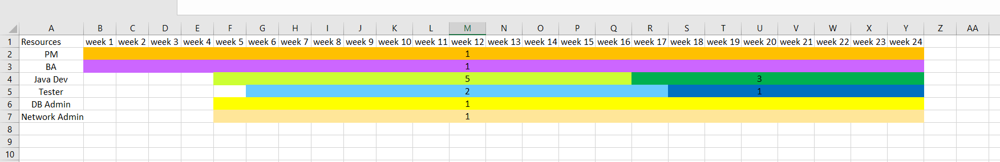 A B C D E F G H I J K L M N O P Q R S T U V W X Y Z AA
1 Resources week 1 week 2 week 3 week 4 week 5 week 6 week 7 week 8 week 9 week 10 week 11 week 12 week 13 week 14 week 15 week 16 week 17 week 18 week 19 week 20 week 21 week 22 week 23 week 24
2 PM 1
3 BA 1
4 Java Dev 5 3
5 Tester 2 1
6 DB Admin 1
7 Network Admin 1
8
9
10